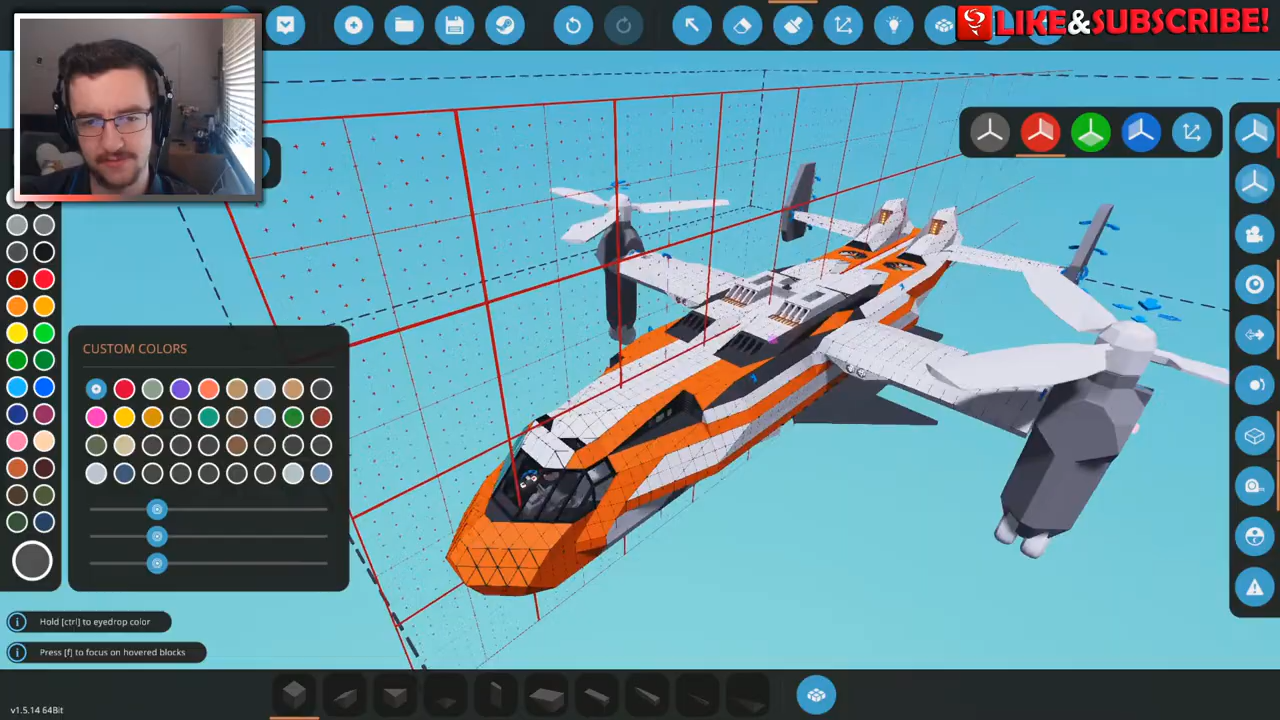 LIKE&SUBSCRIBE!
CUSTOM COLORS
Hold [ctrl] to eyedrop color
Press [f] to focus on hovered blocks
v1.5.14 64Bit